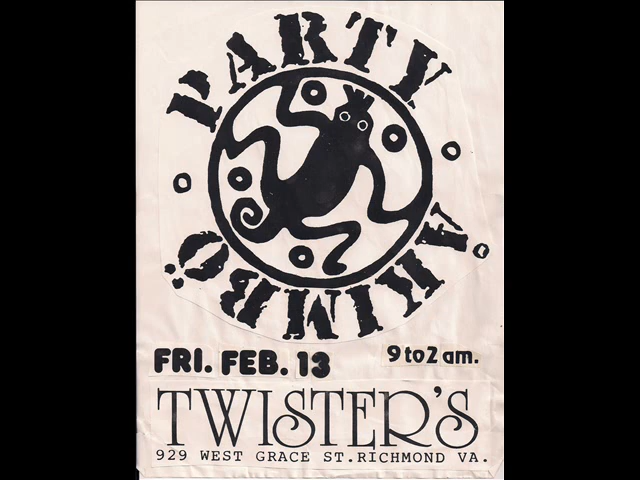 PARTY
AKIMBO
FRI. FEB. 13
9 to 2 am.
TWISTER'S
929 WEST GRACE ST. RICHMOND VA.